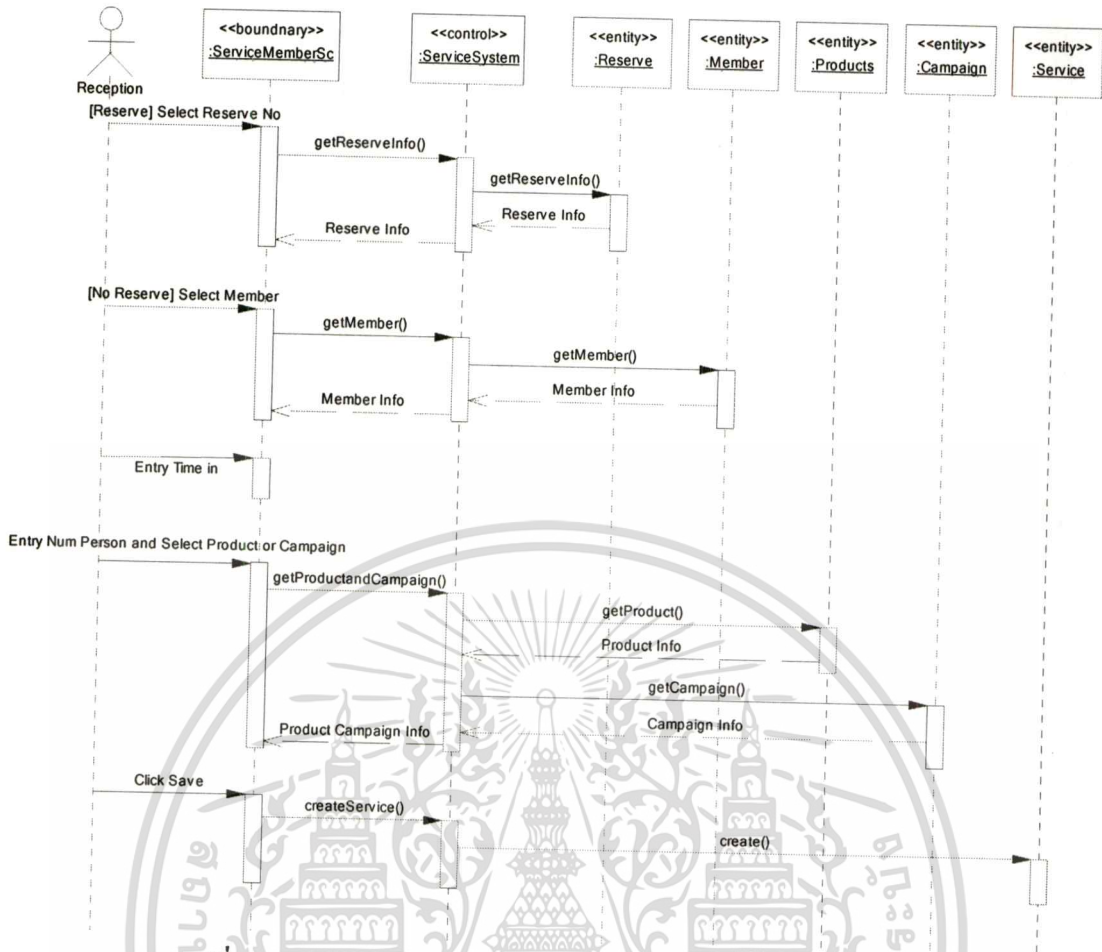 <<boundnary>>
:ServiceMemberSc
<<control>>
:ServiceSystem
<<entity>>
:Reserve
<<entity>>
:Member
<<entity>>
:Products
<<entity>>
:Campaign
<<entity>>
:Service
Reception
[Reserve] Select Reserve No
getReserveInfo()
getReserveInfo()
Reserve Info
Reserve Info
[No Reserve] Select Member
getMember()
getMember()
Member Info
Member Info
Entry Time in
Entry Num Person and Select Product or Campaign
getProductandCampaign()
getProduct()
Product Info
getCampaign()
Campaign Info
Product Campaign Info
Click Save
createService()
create()